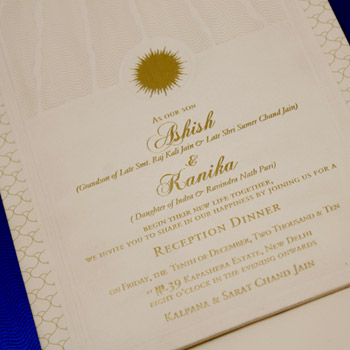 As our son
Ashish
(Grandson of Late Smt. Raj Kali Jain & Late Shri Sumer Chand Jain)
&
Kanika
(Daughter of Indra & Ravindra Nath Puri)
begin their new life together,
we invite you to share in our happiness by joining us for a
Reception Dinner
on Friday, the Tenth of December, Two Thousand & Ten
at №.39 Kapashera Estate, New Delhi
eight o'clock in the evening onwards
Kalpana & Sarat Chand Jain